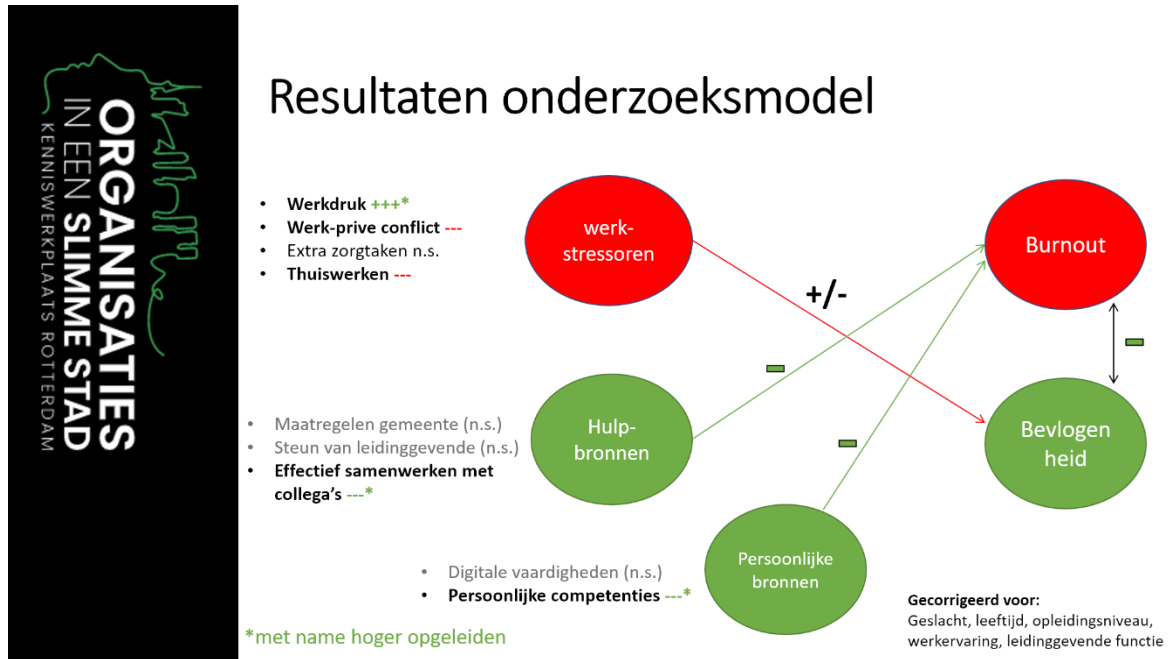 ORGANISATIES
IN EEN SLIMME STAD
KENNISWERKPLAATS ROTTERDAM
Resultaten onderzoeksmodel
• Werkdruk +++*
• Werk-prive conflict ---
• Extra zorgtaken n.s.
• Thuiswerken ---
werk-
stressoren
Burnout
+/-
-
-
-
• Maatregelen gemeente (n.s.)
• Steun van leidinggevende (n.s.)
• Effectief samenwerken met
collega’s ---*
Hulp-
bronnen
Bevlogen
heid
• Digitale vaardigheden (n.s.)
• Persoonlijke competenties ---*
Persoonlijke
bronnen
*met name hoger opgeleiden
Gecorrigeerd voor:
Geslacht, leeftijd, opleidingsniveau,
werkervaring, leidinggevende functie